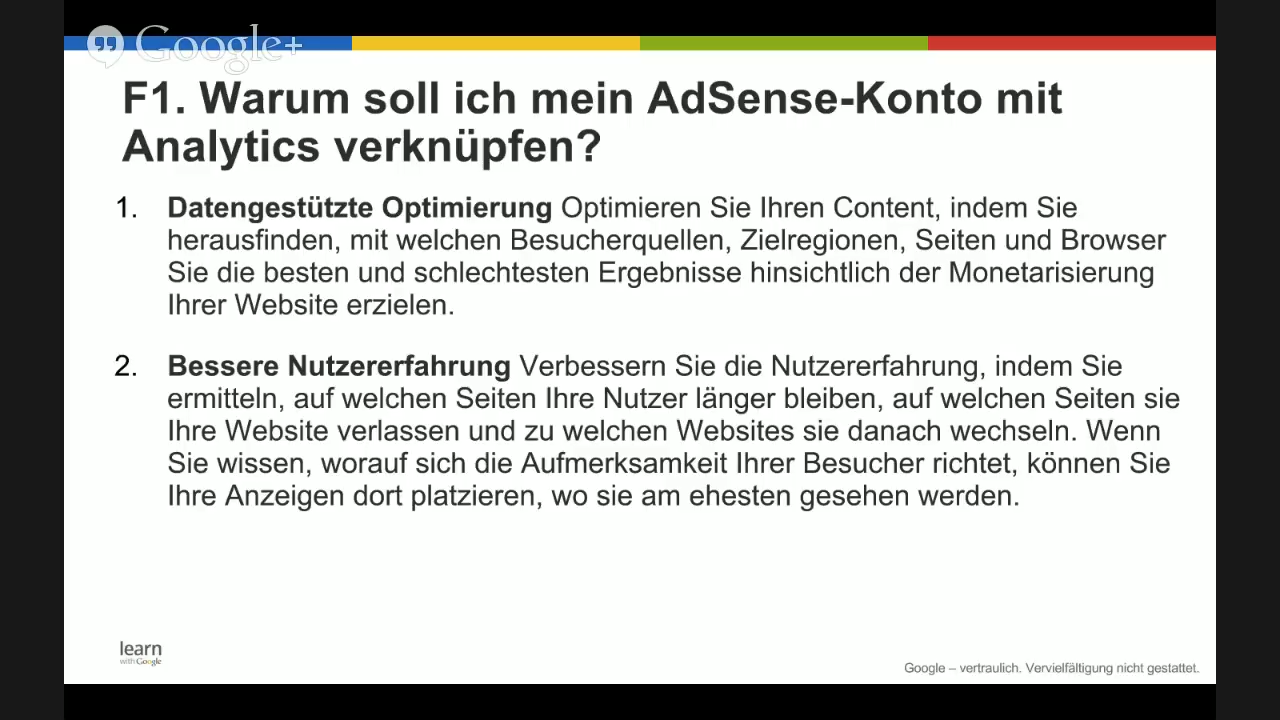 Google+
F1. Warum soll ich mein AdSense-Konto mit
Analytics verknüpfen?
1. Datengestützte Optimierung Optimieren Sie Ihren Content, indem Sie
herausfinden, mit welchen Besucherquellen, Zielregionen, Seiten und Browser
Sie die besten und schlechtesten Ergebnisse hinsichtlich der Monetarisierung
Ihrer Website erzielen.
2. Bessere Nutzererfahrung Verbessern Sie die Nutzererfahrung, indem Sie
ermitteln, auf welchen Seiten Ihre Nutzer länger bleiben, auf welchen Seiten sie
Ihre Website verlassen und zu welchen Websites sie danach wechseln. Wenn
Sie wissen, worauf sich die Aufmerksamkeit Ihrer Besucher richtet, können Sie
Ihre Anzeigen dort platzieren, wo sie am ehesten gesehen werden.
learn
with Google
Google – vertraulich. Vervielfältigung nicht gestattet.